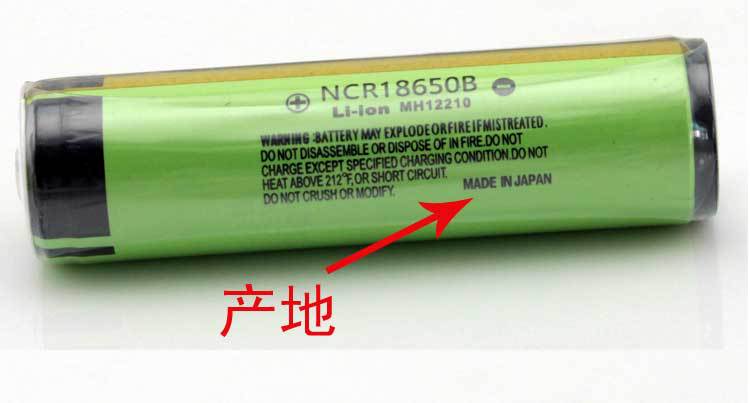 ⊕ NCR18650B ⊖
Li-ion MH12210
WARNING:BATTERY MAY EXPLODE OR FIRE IF MISTREATED.
DO NOT DISASSEMBLE OR DISPOSE OF IN FIRE.DO NOT
CHARGE EXCEPT SPECIFIED CHARGING CONDITION.DO NOT
HEAT ABOVE 212°F,OR SHORT CIRCUIT.
DO NOT CRUSH OR MODIFY.
MADE IN JAPAN
产地